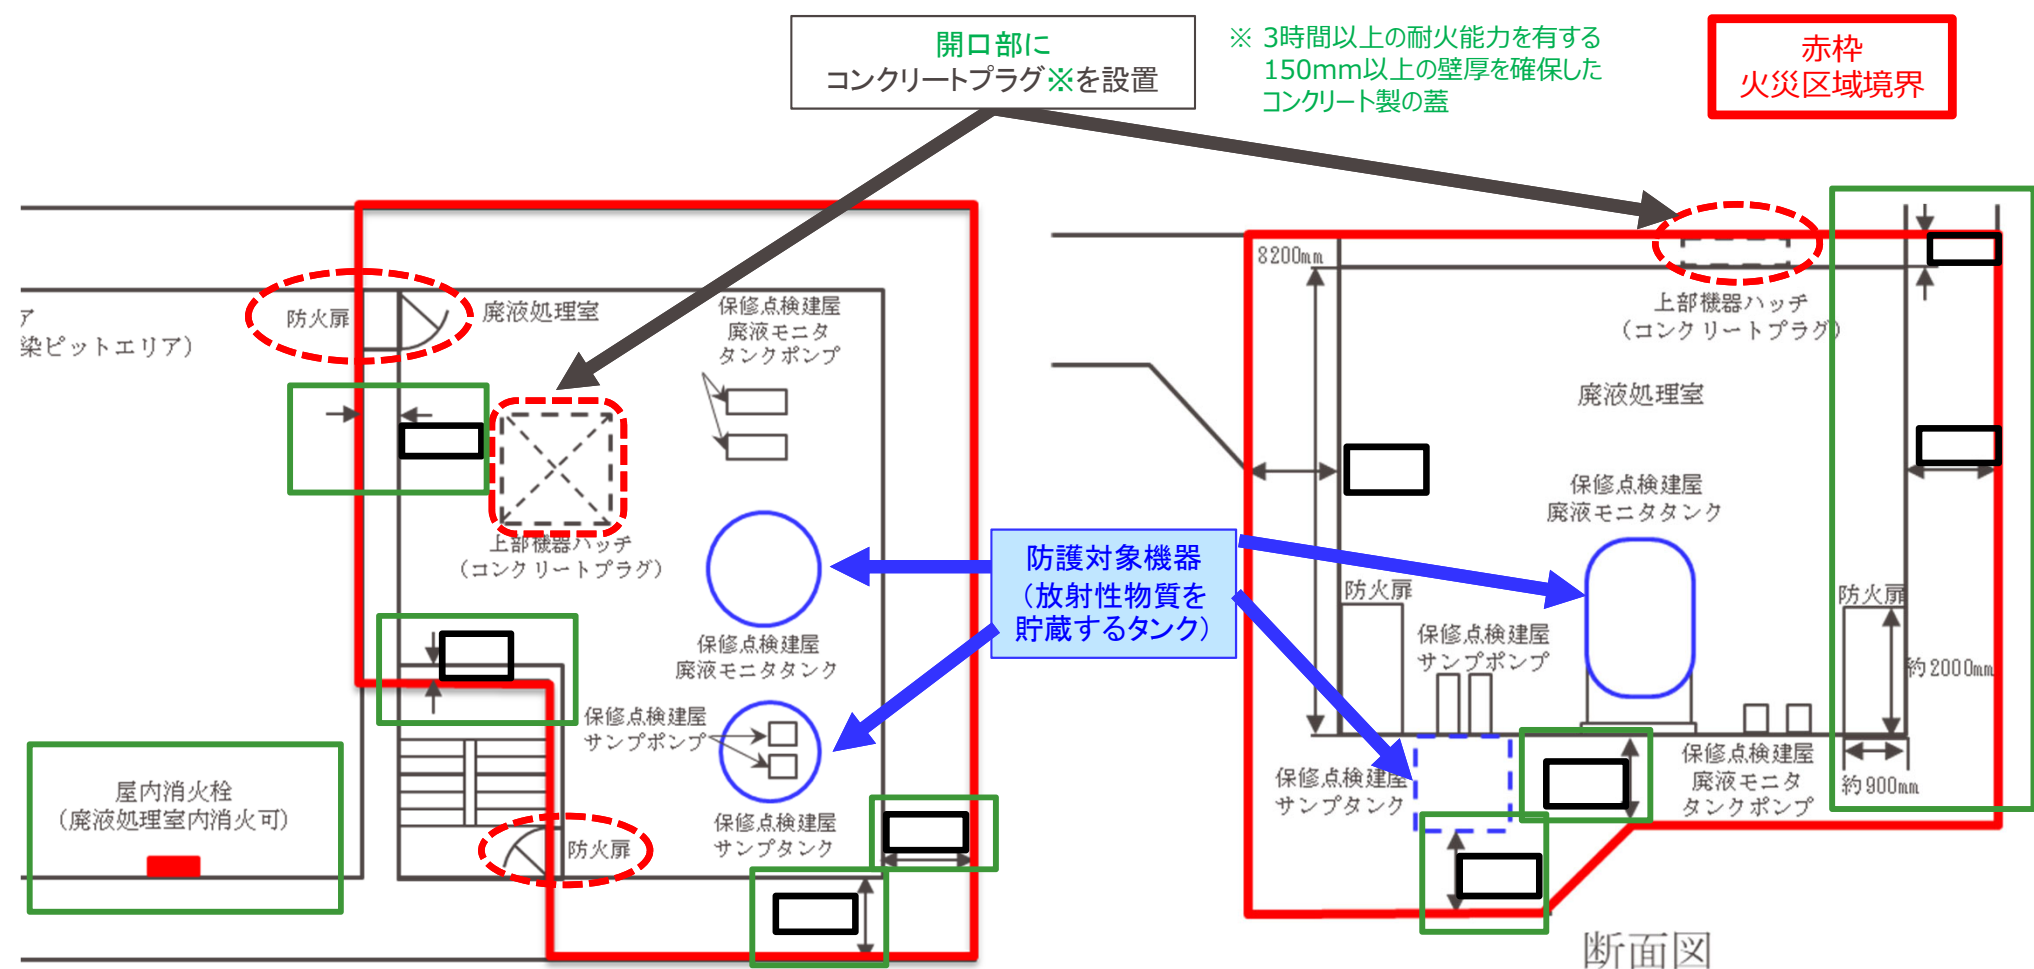 開口部に
コンクリートプラグ※を設置
※ 3時間以上の耐火能力を有する
150mm以上の壁厚を確保した
コンクリート製の蓋
赤枠
火災区域境界
ア
染ピットエリア)
防火扉
廃液処理室
保修点検建屋
廃液モニタ
タンクポンプ
上部機器ハッチ
(コンクリートプラグ)
保修点検建屋
廃液モニタタンク
保修点検建屋
サンプポンプ
保修点検建屋
サンプタンク
防火扉
屋内消火栓
(廃液処理室内消火可)
防護対象機器
(放射性物質を
貯蔵するタンク)
8200mm
上部機器ハッチ
(コンクリートプラグ)
廃液処理室
保修点検建屋
廃液モニタタンク
防火扉
保修点検建屋
サンプポンプ
防火扉
約2000mm
保修点検建屋
サンプタンク
保修点検建屋
廃液モニタ
タンクポンプ
約900mm
断面図